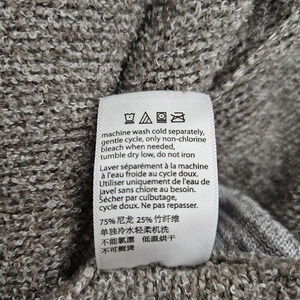 machine wash cold separately,
gentle cycle, only non-chlorine
bleach when needed,
tumble dry low, do not iron
Laver séparément à la machine
à l'eau froide au cycle doux.
Utiliser uniquement de l'eau de
javel sans chlore au besoin.
Sécher par culbutage,
cycle doux. Ne pas repasser.
75% 尼龙 25% 竹纤维
单独冷水轻柔机洗
不能氯漂 低温烘干
不可熨烫